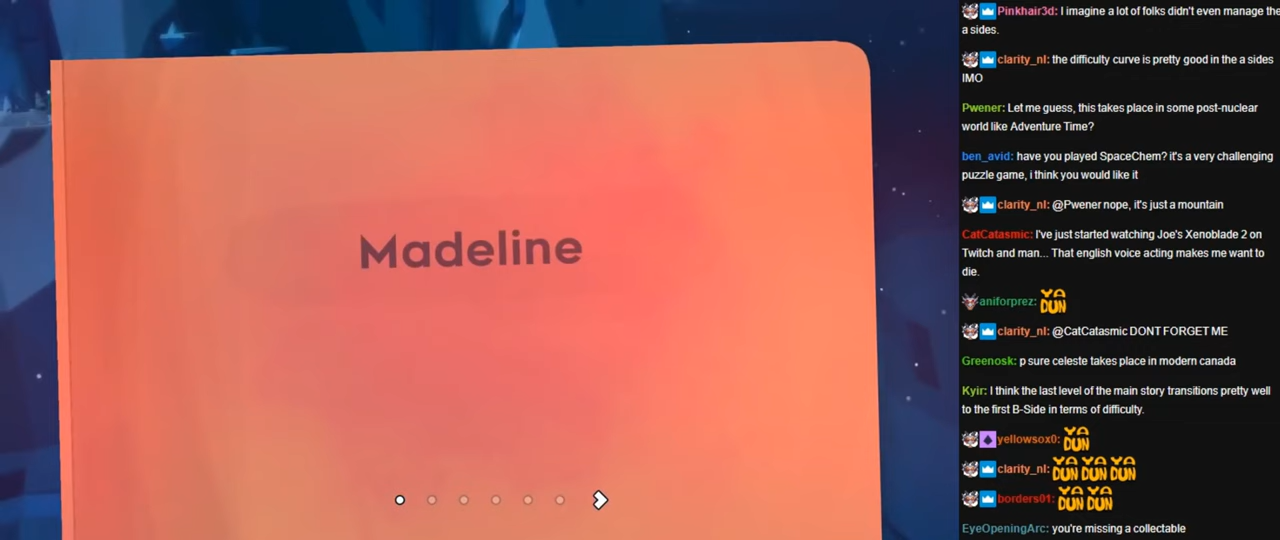 Madeline
Pinkhair3d: I imagine a lot of folks didn't even manage the
a sides.
clarity_nl: the difficulty curve is pretty good in the a sides
IMO
Pwener: Let me guess, this takes place in some post-nuclear
world like Adventure Time?
ben_avid: have you played SpaceChem? it's a very challenging
puzzle game, i think you would like it
clarity_nl: @Pwener nope, it's just a mountain
CatCatasmic: I've just started watching Joe's Xenoblade 2 on
Twitch and man... That english voice acting makes me want to
die.
aniforprez: YA DUN
clarity_nl: @CatCatasmic DONT FORGET ME
Greenosk: p sure celeste takes place in modern canada
Kyir: I think the last level of the main story transitions pretty well
to the first B-Side in terms of difficulty.
yellowsox0: YA DUN
clarity_nl: YA DUN YA DUN YA DUN
borders01: YA DUN YA DUN
EyeOpeningArc: you're missing a collectable